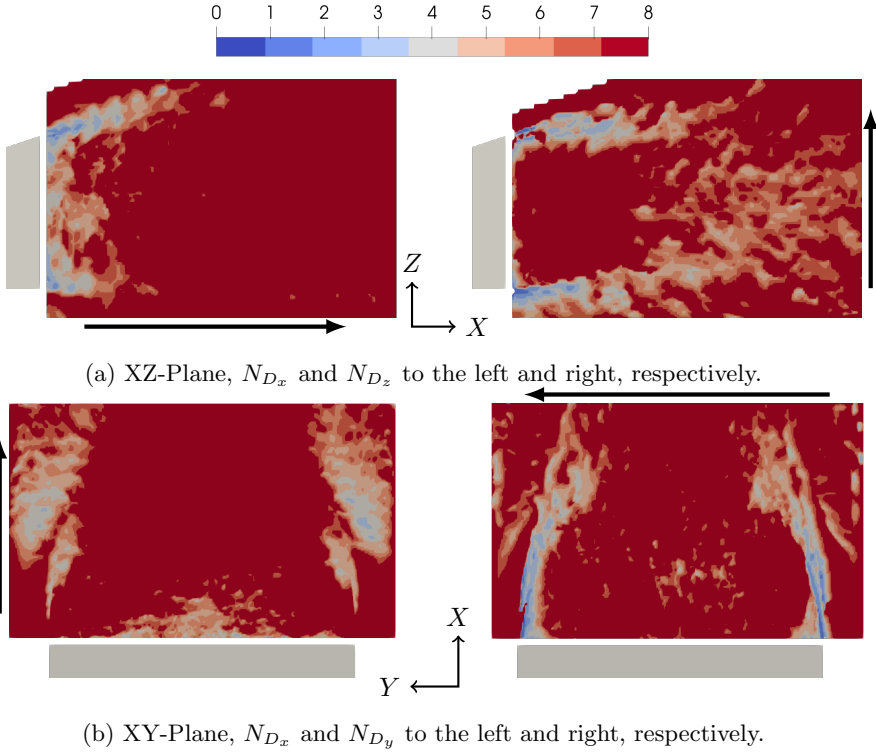 0 1 2 3 4 5 6 7 8
Z
X
(a) XZ-Plane, N_{D_x} and N_{D_z} to the left and right, respectively.
X
Y
(b) XY-Plane, N_{D_x} and N_{D_y} to the left and right, respectively.